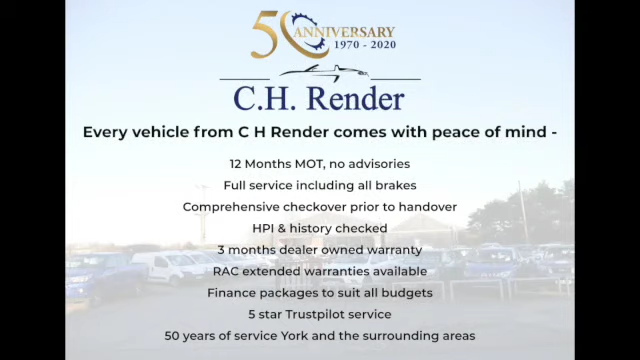 50 ANNIVERSARY
1970 - 2020
C.H. Render
Every vehicle from C H Render comes with peace of mind -
12 Months MOT, no advisories
Full service including all brakes
Comprehensive checkover prior to handover
HPI & history checked
3 months dealer owned warranty
RAC extended warranties available
Finance packages to suit all budgets
5 star Trustpilot service
50 years of service York and the surrounding areas